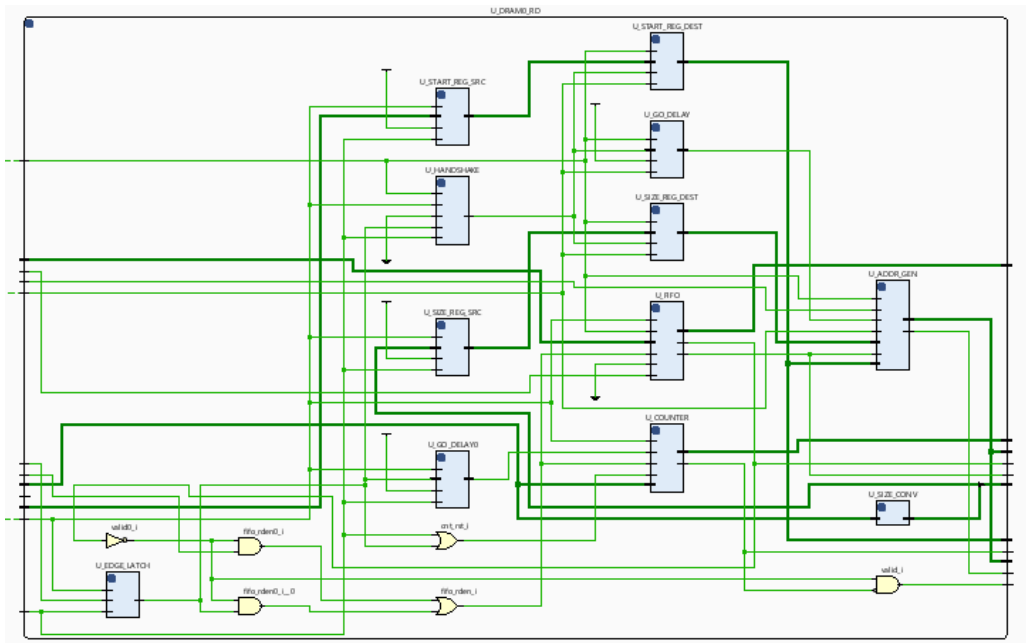 U_DRAM0_RD
U_START_REG_DEST
U_START_REG_SRC
U_GO_DELAY
U_HANDSHAKE
U_SIZE_REG_DEST
U_ADDR_GEN
U_FIFO
U_SIZE_REG_SRC
U_COUNTER
U_GO_DELAY0
U_SIZE_CONV
valid0_i
fifo_rden0_i
cnt_rst_i
U_EDGE_LATCH
valid_i
fifo_rden0_i__0
fifo_rden_i